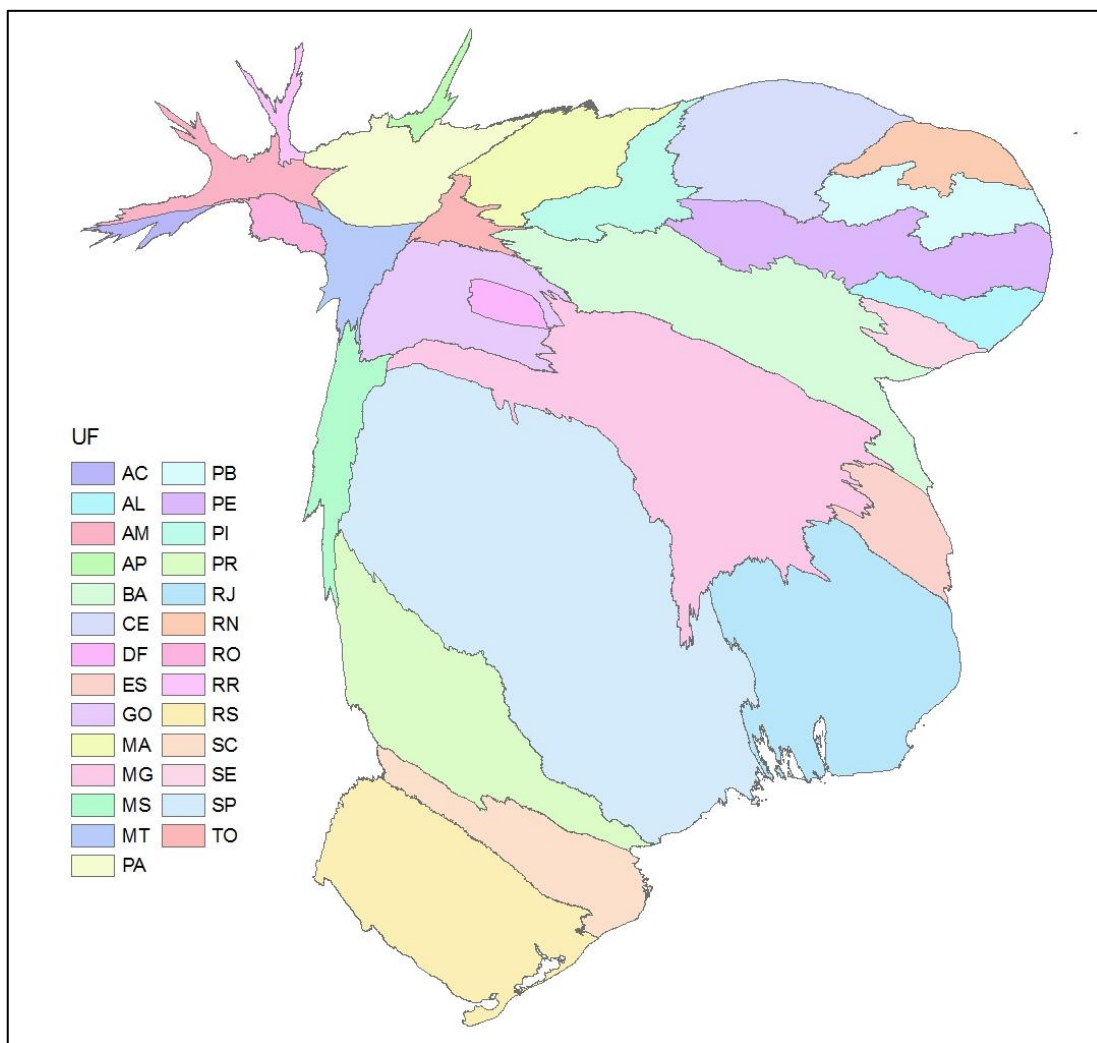 UF
AC PB
AL PE
AM PI
AP PR
BA RJ
CE RN
DF RO
ES RR
GO RS
MA SC
MG SE
MS SP
MT TO
PA